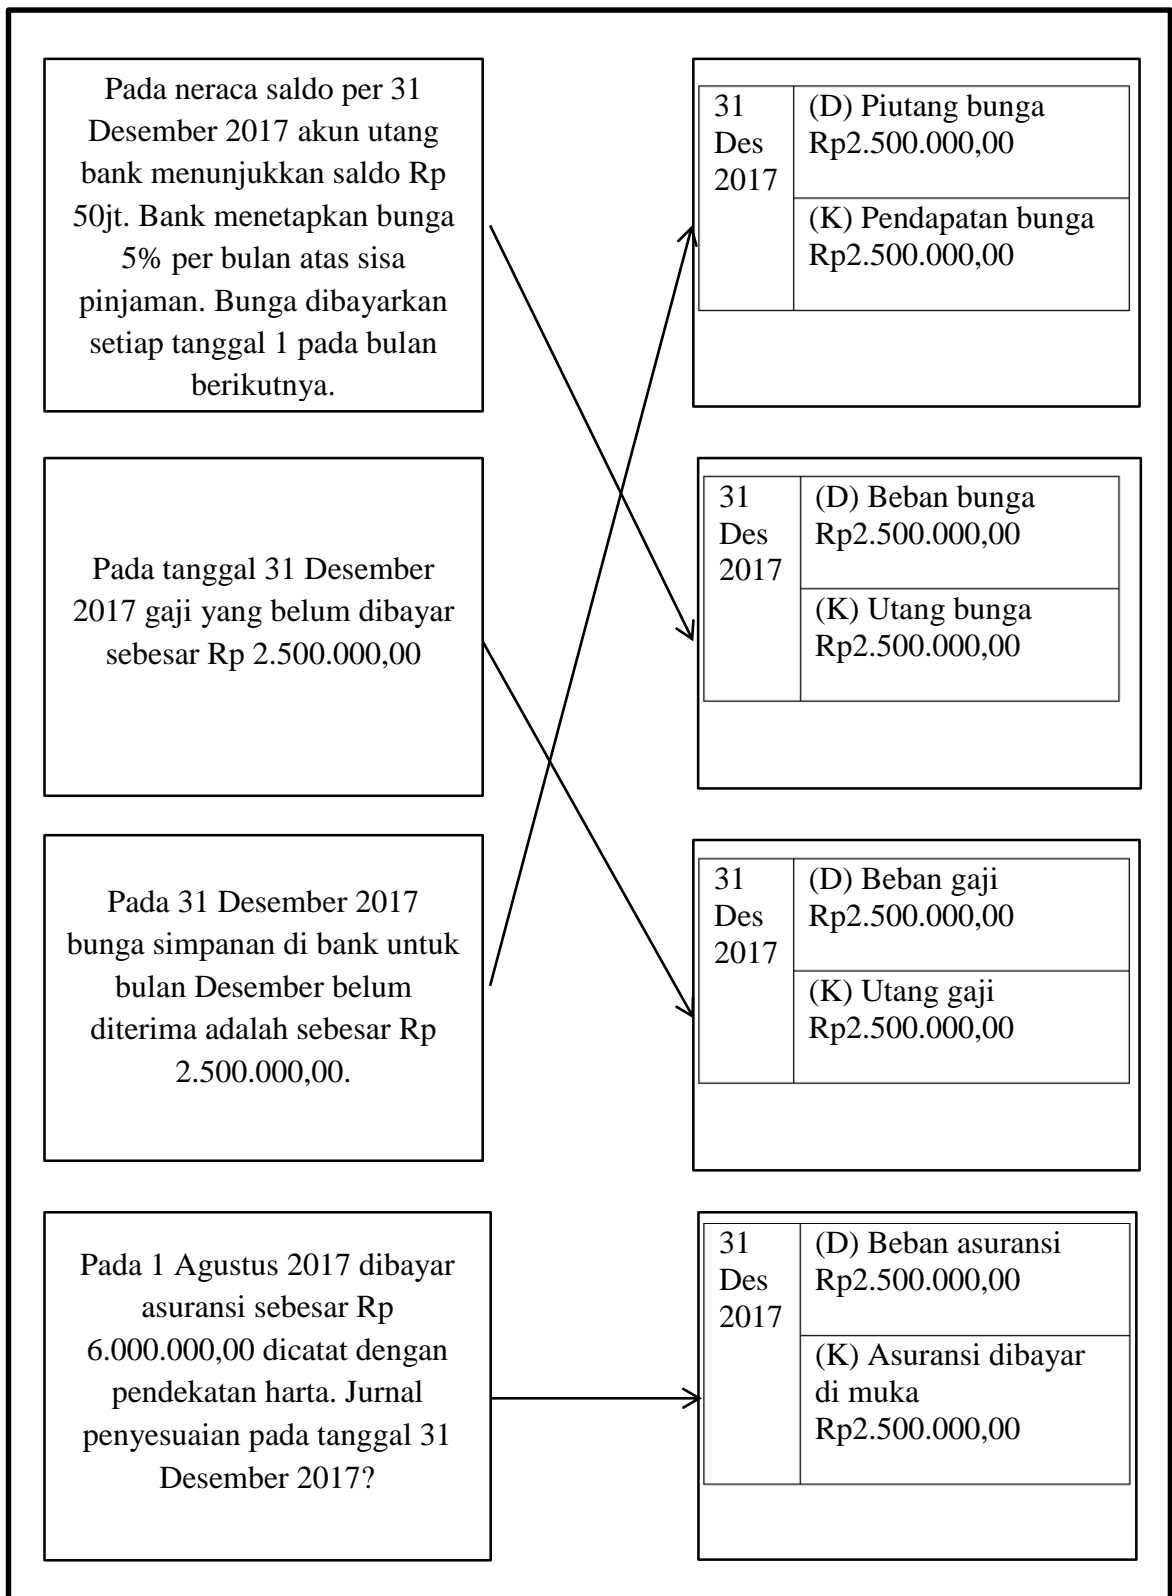 Pada neraca saldo per 31
Desember 2017 akun utang
bank menunjukkan saldo Rp
50jt. Bank menetapkan bunga
5% per bulan atas sisa
pinjaman. Bunga dibayarkan
setiap tanggal 1 pada bulan
berikutnya.
31
Des
2017
(D) Piutang bunga
Rp2.500.000,00
(K) Pendapatan bunga
Rp2.500.000,00
Pada tanggal 31 Desember
2017 gaji yang belum dibayar
sebesar Rp 2.500.000,00
31
Des
2017
(D) Beban bunga
Rp2.500.000,00
(K) Utang bunga
Rp2.500.000,00
Pada 31 Desember 2017
bunga simpanan di bank untuk
bulan Desember belum
diterima adalah sebesar Rp
2.500.000,00.
31
Des
2017
(D) Beban gaji
Rp2.500.000,00
(K) Utang gaji
Rp2.500.000,00
Pada 1 Agustus 2017 dibayar
asuransi sebesar Rp
6.000.000,00 dicatat dengan
pendekatan harta. Jurnal
penyesuaian pada tanggal 31
Desember 2017?
31
Des
2017
(D) Beban asuransi
Rp2.500.000,00
(K) Asuransi dibayar
di muka
Rp2.500.000,00